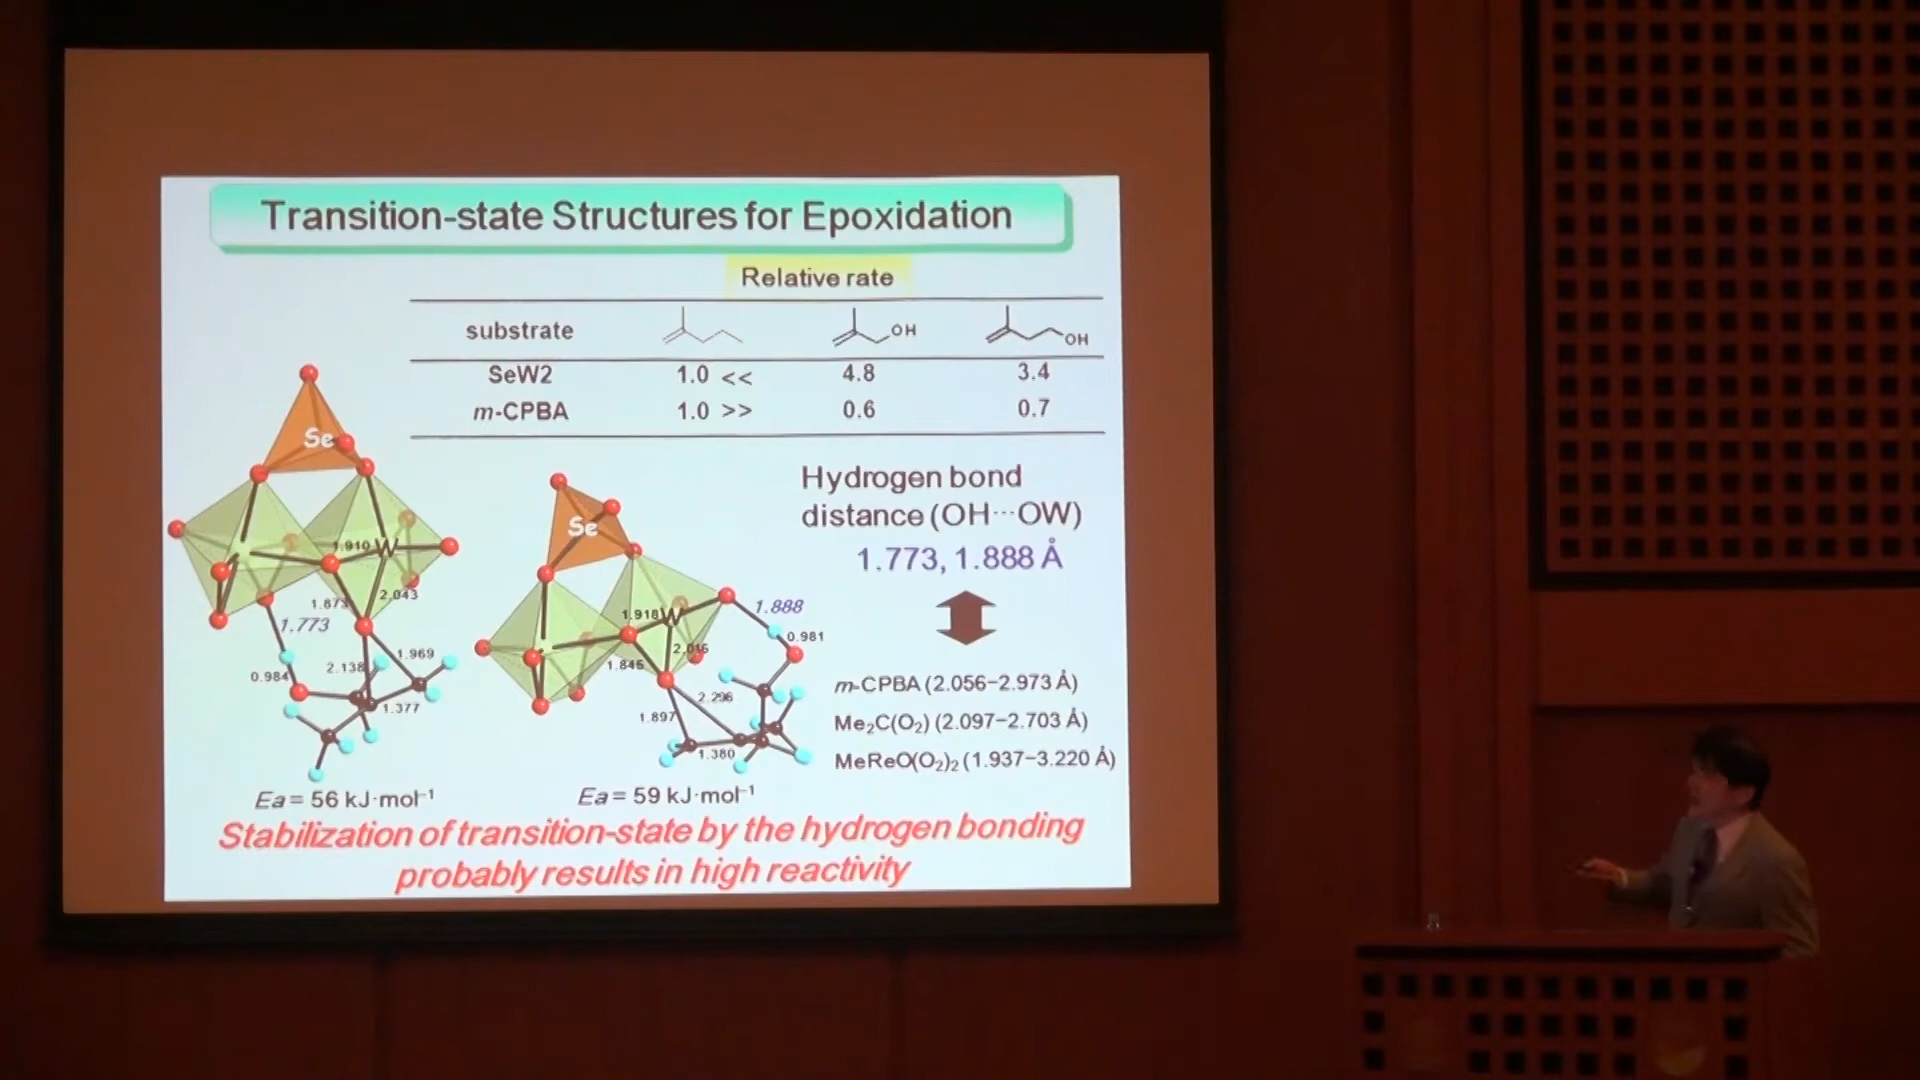 Transition-state Structures for Epoxidation
Relative rate
substrate OH OH
SeW2 1.0 << 4.8 3.4
m-CPBA 1.0 >> 0.6 0.7
Se
1.910 W
1.873 2.043
1.773
2.138 1.969
0.984
1.377
Ea = 56 kJ·mol⁻¹
Se
1.918 W
1.888
0.981
1.845
2.296
1.897
1.380
Ea = 59 kJ·mol⁻¹
Hydrogen bond
distance (OH···OW)
1.773, 1.888 Å
m-CPBA (2.056−2.973 Å)
Me₂C(O₂) (2.097−2.703 Å)
MeReO(O₂)₂ (1.937−3.220 Å)
Stabilization of transition-state by the hydrogen bonding
probably results in high reactivity